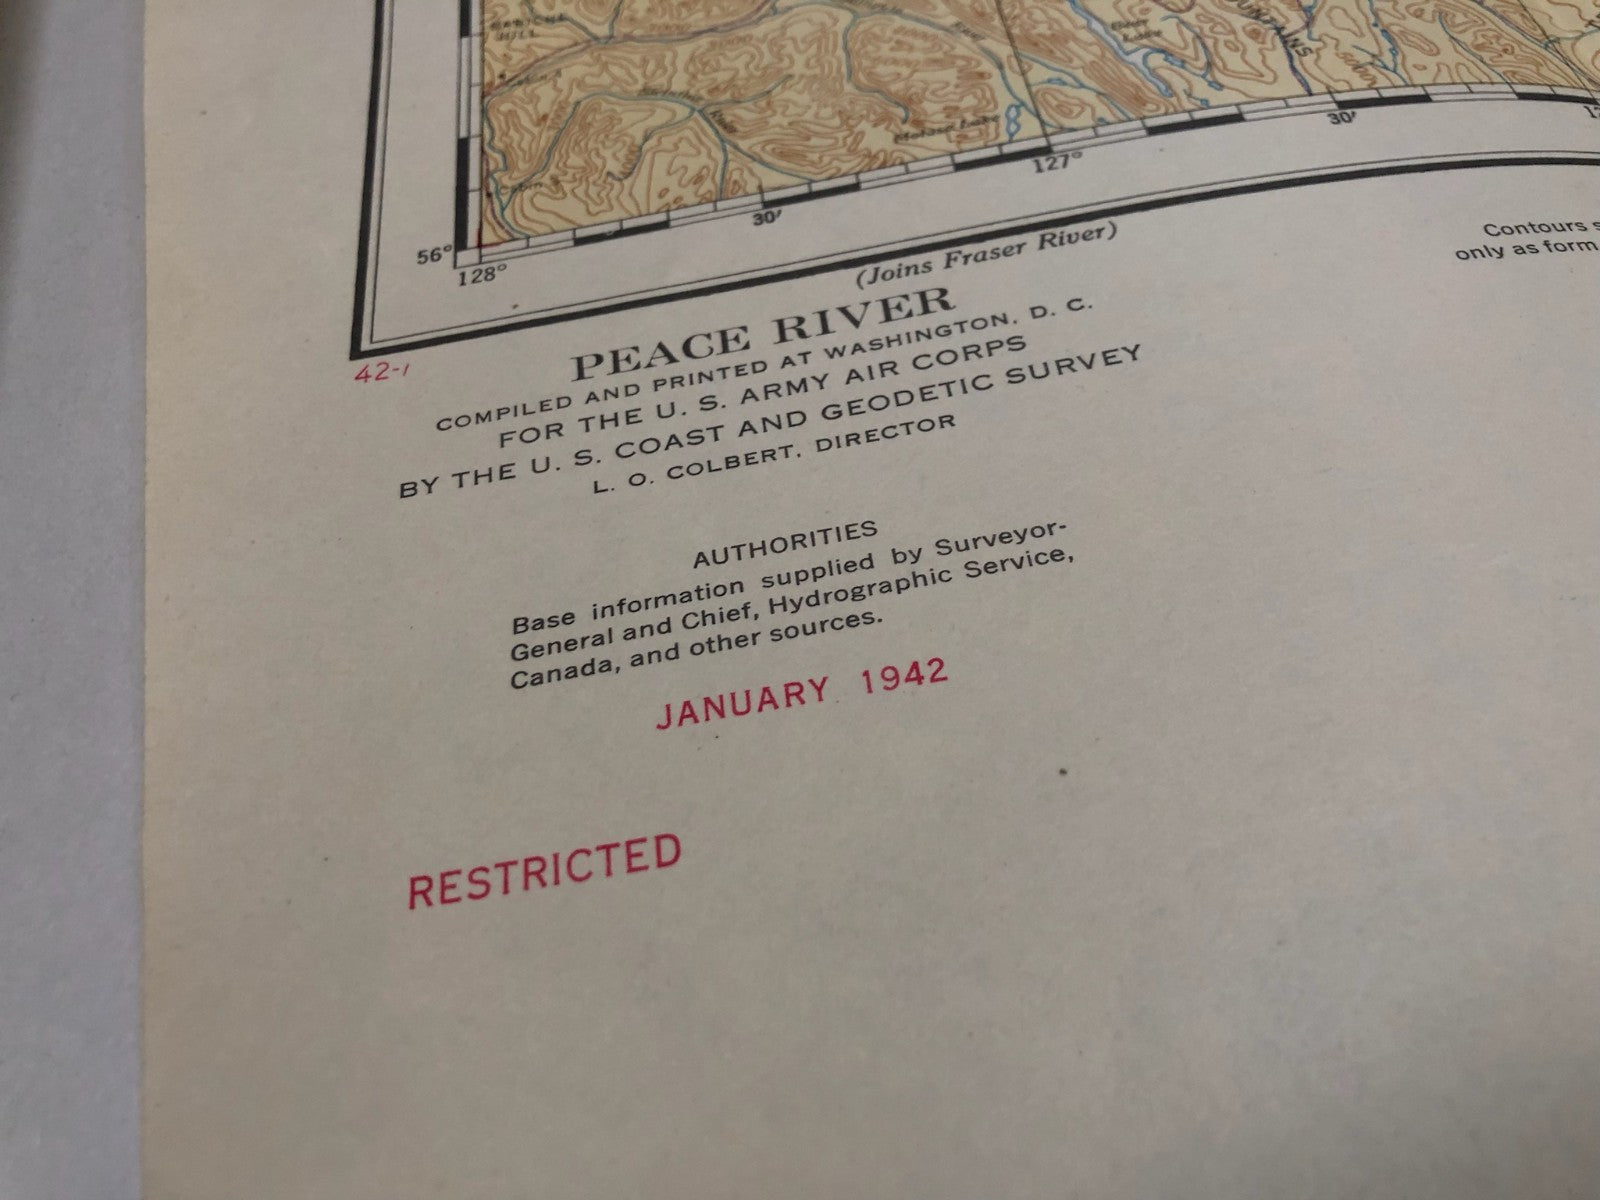 MOUNTAINS
30'
127°
30'
56°
128°
(Joins Fraser River)
Contours
only as form
42-1
PEACE RIVER
COMPILED AND PRINTED AT WASHINGTON, D. C.
FOR THE U. S. ARMY AIR CORPS
BY THE U. S. COAST AND GEODETIC SURVEY
L. O. COLBERT, DIRECTOR
AUTHORITIES
Base information supplied by Surveyor-
General and Chief, Hydrographic Service,
Canada, and other sources.
JANUARY 1942
RESTRICTED